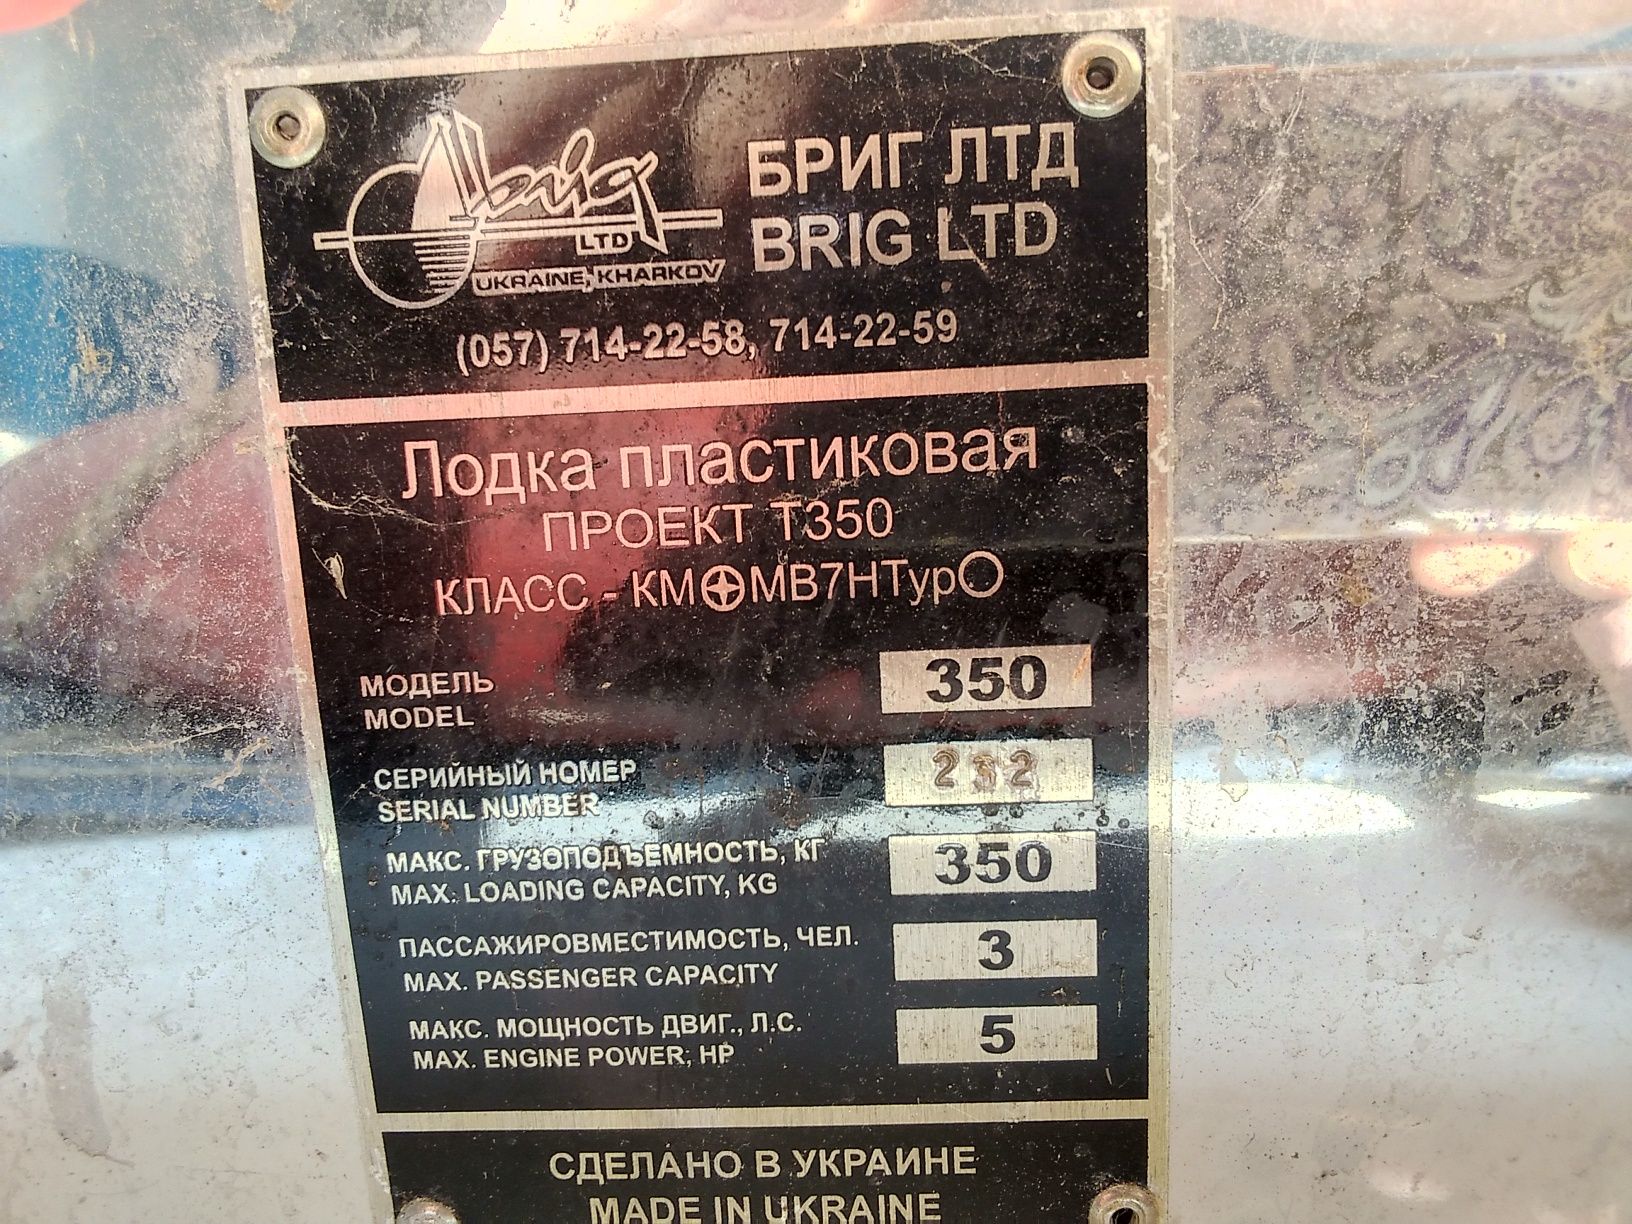 brig
LTD
UKRAINE, KHARKOV
БРИГ ЛТД
BRIG LTD
(057) 714-22-58, 714-22-59
Лодка пластиковая
ПРОЕКТ Т350
КЛАСС - КМ⨁МВ7НТурО
МОДЕЛЬ
MODEL
350
СЕРИЙНЫЙ НОМЕР
SERIAL NUMBER
МАКС. ГРУЗОПОДЪЕМНОСТЬ, КГ
MAX. LOADING CAPACITY, KG
350
ПАССАЖИРОВМЕСТИМОСТЬ, ЧЕЛ.
MAX. PASSENGER CAPACITY
3
МАКС. МОЩНОСТЬ ДВИГ., Л.С.
MAX. ENGINE POWER, HP
5
СДЕЛАНО В УКРАИНЕ
MADE IN UKRAINE